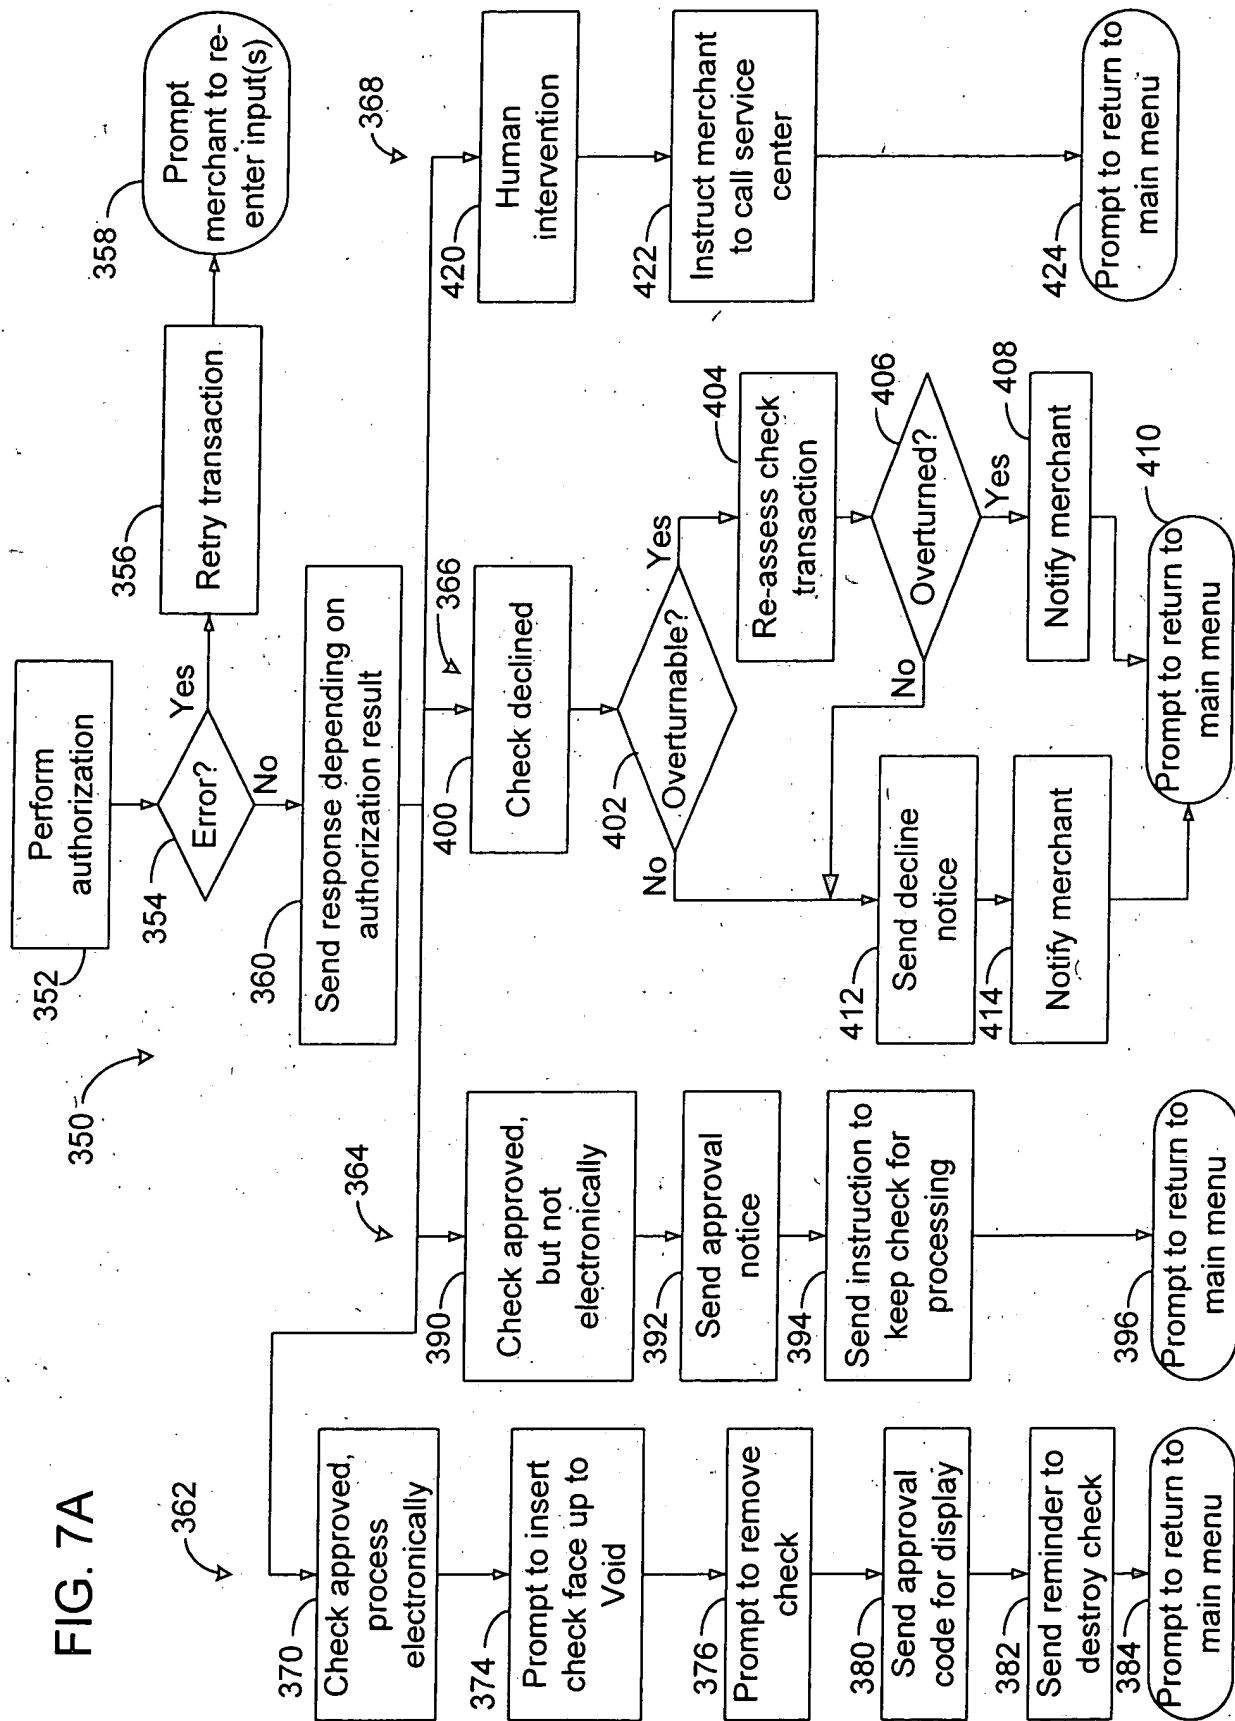 FIG. 7A
350
352
Perform
authorization
354
Error?
Yes
No
356
Retry transaction
358
Prompt
merchant to re-
enter input(s)
360
Send response depending on
authorization result
362
370
Check approved,
process
electronically
374
Prompt to insert
check face up to
Void
376
Prompt to remove
check
380
Send approval
code for display
382
Send reminder to
destroy check
384
Prompt to return to
main menu
364
390
Check approved,
but not
electronically
392
Send approval
notice
394
Send instruction to
keep check for
processing
396
Prompt to return to
main menu
366
400
Check declined
402
Overturnable?
No
Yes
404
Re-assess check
transaction
406
Overturned?
No
Yes
408
Notify merchant
410
Prompt to return to
main menu
412
Send decline
notice
414
Notify merchant
368
420
Human
intervention
422
Instruct merchant
to call service
center
424
Prompt to return to
main menu